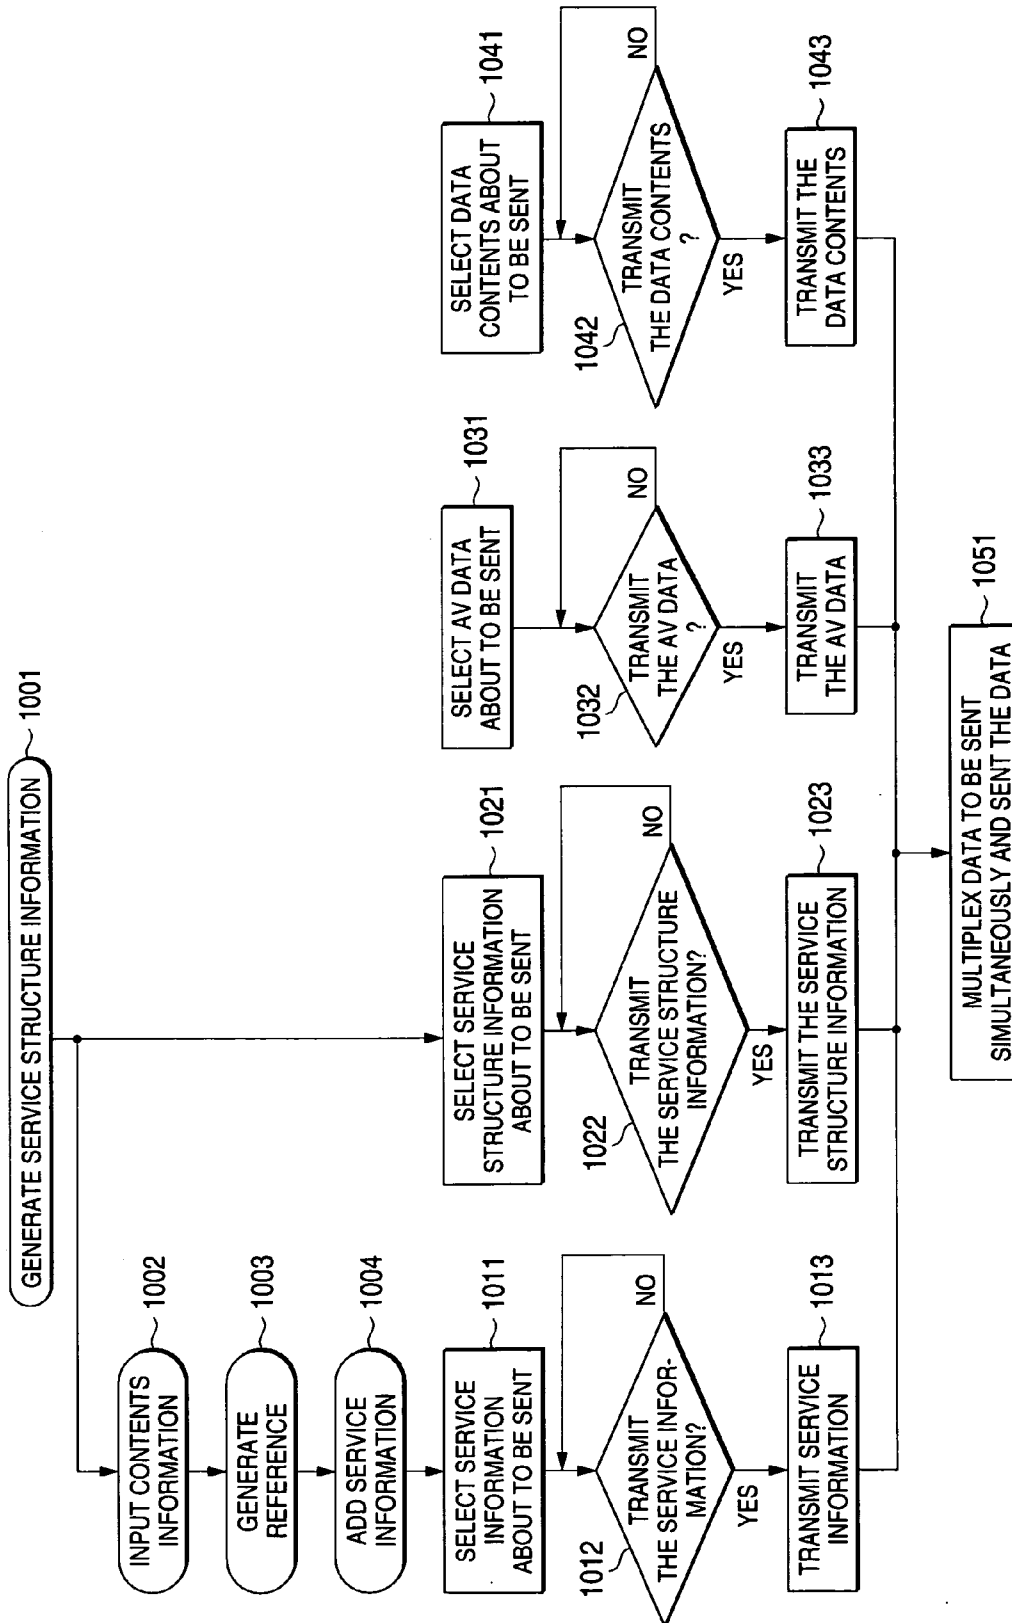 GENERATE SERVICE STRUCTURE INFORMATION
1001
INPUT CONTENTS
INFORMATION
1002
GENERATE
REFERENCE
1003
ADD SERVICE
INFORMATION
1004
SELECT SERVICE
INFORMATION
ABOUT TO BE SENT
1011
TRANSMIT
THE SERVICE INFOR-
MATION?
1012
NO
YES
TRANSMIT SERVICE
INFORMATION
1013
SELECT SERVICE
STRUCTURE INFORMATION
ABOUT TO BE SENT
1021
TRANSMIT
THE SERVICE STRUCTURE
INFORMATION?
1022
NO
YES
TRANSMIT THE SERVICE
STRUCTURE INFORMATION
1023
SELECT AV DATA
ABOUT TO BE SENT
1031
TRANSMIT
THE AV DATA
?
1032
NO
YES
TRANSMIT
THE AV DATA
1033
SELECT DATA
CONTENTS ABOUT
TO BE SENT
1041
TRANSMIT
THE DATA CONTENTS
?
1042
NO
YES
TRANSMIT THE
DATA CONTENTS
1043
MULTIPLEX DATA TO BE SENT
SIMULTANEOUSLY AND SENT THE DATA
1051